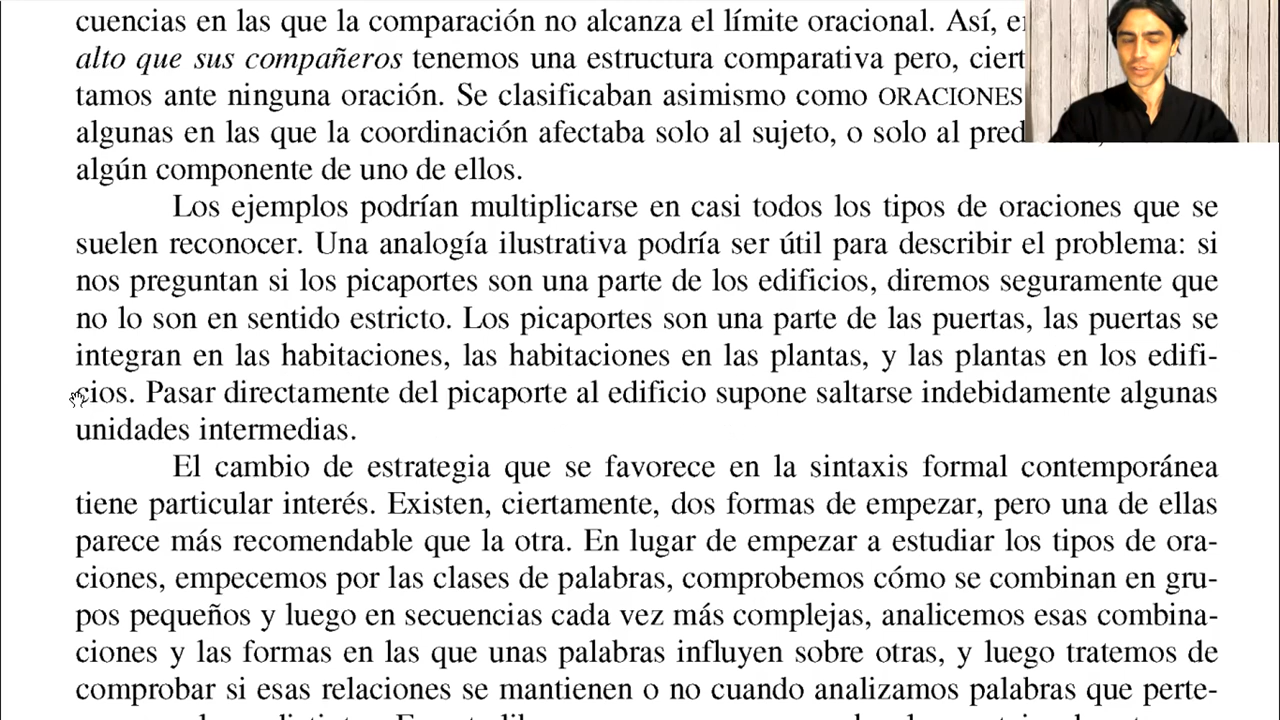 cuencias en las que la comparación no alcanza el límite oracional. Así,
alto que sus compañeros tenemos una estructura comparativa pero,
tamos ante ninguna oración. Se clasificaban asimismo como ORACIONES
algunas en las que la coordinación afectaba solo al sujeto, o solo al
algún componente de uno de ellos.
Los ejemplos podrían multiplicarse en casi todos los tipos de oraciones que se
suelen reconocer. Una analogía ilustrativa podría ser útil para describir el problema: si
nos preguntan si los picaportes son una parte de los edificios, diremos seguramente que
no lo son en sentido estricto. Los picaportes son una parte de las puertas, las puertas se
integran en las habitaciones, las habitaciones en las plantas, y las plantas en los edifi-
cios. Pasar directamente del picaporte al edificio supone saltarse indebidamente algunas
unidades intermedias.
El cambio de estrategia que se favorece en la sintaxis formal contemporánea
tiene particular interés. Existen, ciertamente, dos formas de empezar, pero una de ellas
parece más recomendable que la otra. En lugar de empezar a estudiar los tipos de ora-
ciones, empecemos por las clases de palabras, comprobemos cómo se combinan en gru-
pos pequeños y luego en secuencias cada vez más complejas, analicemos esas combina-
ciones y las formas en las que unas palabras influyen sobre otras, y luego tratemos de
comprobar si esas relaciones se mantienen o no cuando analizamos palabras que perte-